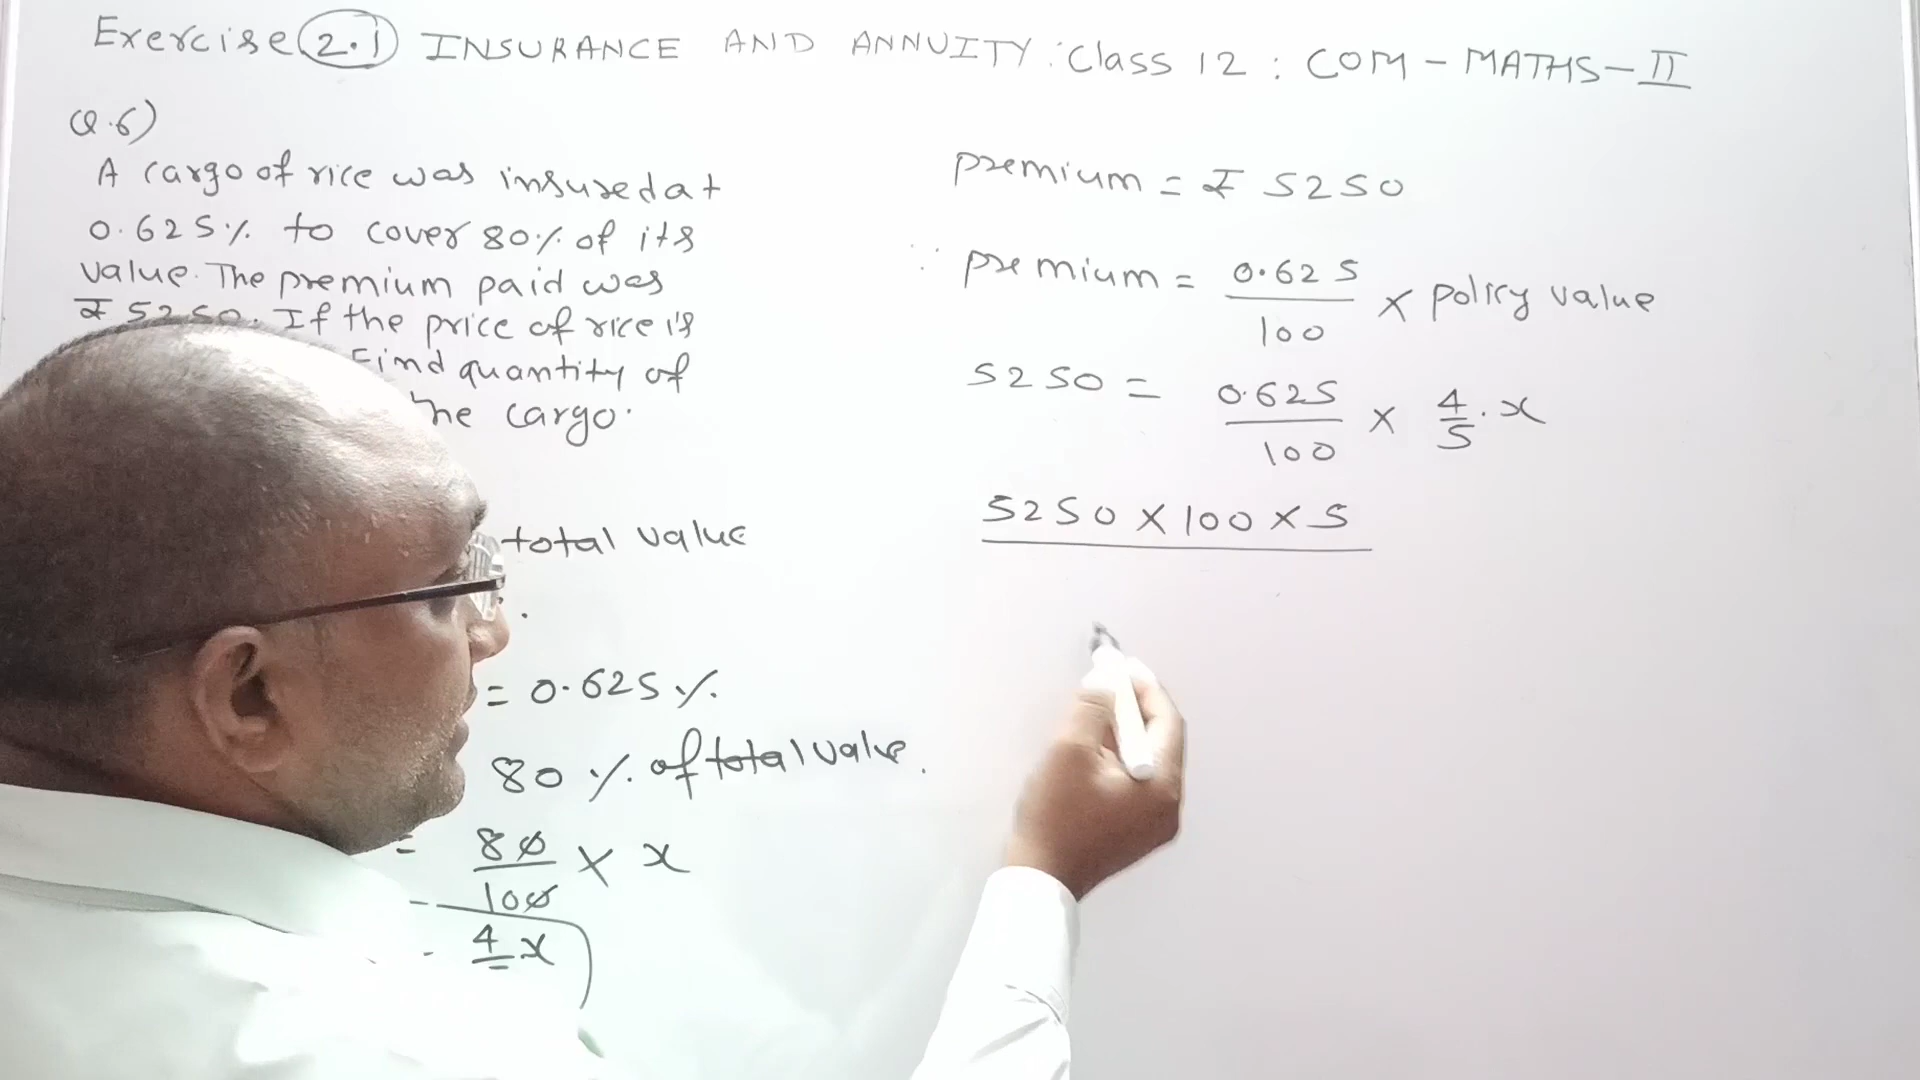 Exercise 2.1 INSURANCE AND ANNUITY : Class 12 : COM - MATHS - II
Q.6)
A cargo of rice was insured at
0.625% to cover 80% of its
value. The premium paid was
₹ 5250. If the price of rice is
Find quantity of
the cargo.
total value
= 0.625 %
80 % of total value.
= 80/100 × x
4 x
premium = ₹ 5250
∵ premium = 0.625/100 × policy value
5250 = 0.625/100 × 4/5 . x
5250 × 100 × 5